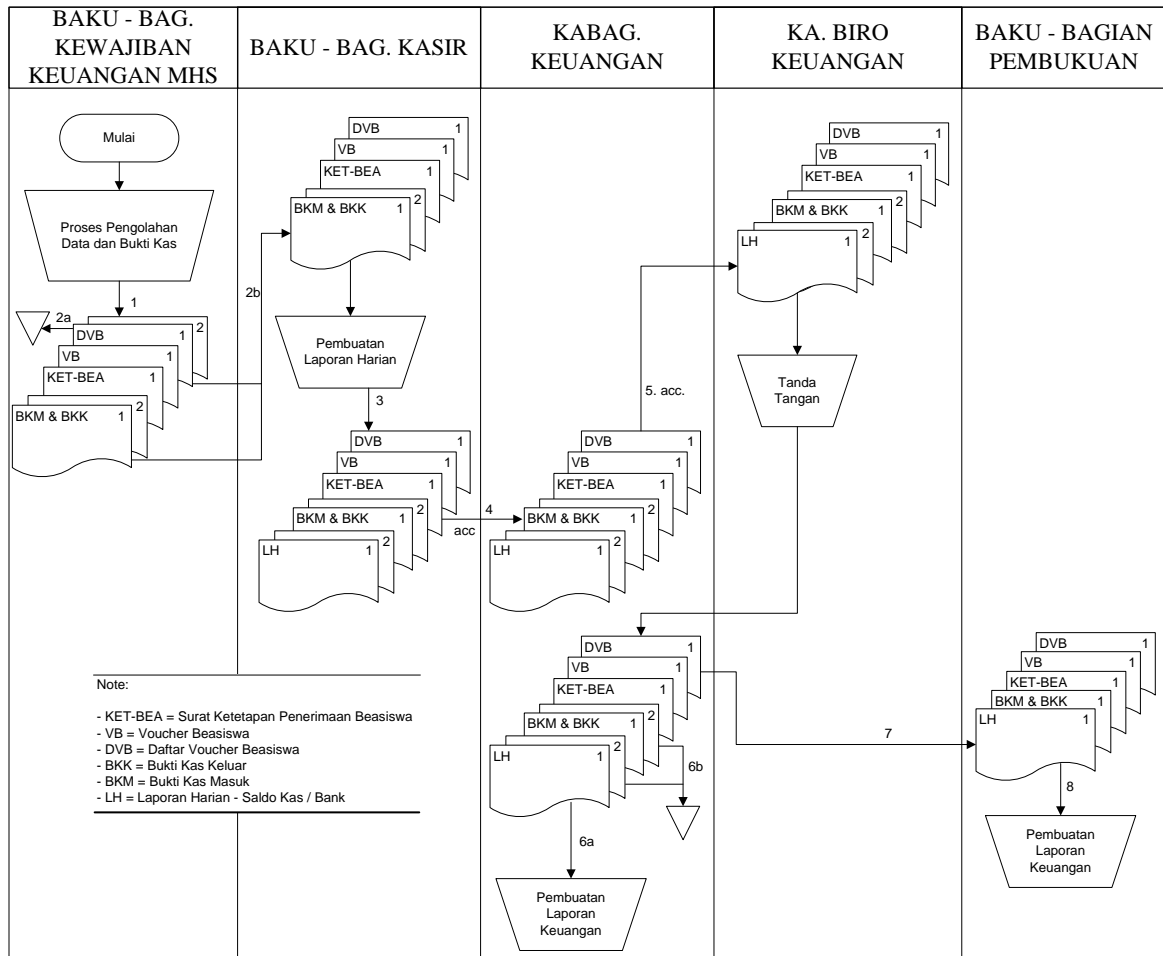 BAKU - BAG.
KEWAJIBAN
KEUANGAN MHS
BAKU - BAG. KASIR
KABAG.
KEUANGAN
KA. BIRO
KEUANGAN
BAKU - BAGIAN
PEMBUKUAN
Mulai
Proses Pengolahan
Data dan Bukti Kas
1
2a
2
DVB 1
VB 1
KET-BEA 1
2
BKM & BKK 1
2b
DVB 1
VB 1
KET-BEA 1
2
BKM & BKK 1
Pembuatan
Laporan Harian
3
DVB 1
VB 1
KET-BEA 1
2
BKM & BKK 1
2
LH 1
4
acc
DVB 1
VB 1
KET-BEA 1
2
BKM & BKK 1
2
LH 1
5. acc.
DVB 1
VB 1
KET-BEA 1
2
BKM & BKK 1
2
LH 1
Tanda
Tangan
DVB 1
VB 1
KET-BEA 1
2
BKM & BKK 1
2
LH 1
6b
6a
Pembuatan
Laporan
Keuangan
7
DVB 1
VB 1
KET-BEA 1
BKM & BKK 1
LH 1
8
Pembuatan
Laporan
Keuangan
Note:
- KET-BEA = Surat Ketetapan Penerimaan Beasiswa
- VB = Voucher Beasiswa
- DVB = Daftar Voucher Beasiswa
- BKK = Bukti Kas Keluar
- BKM = Bukti Kas Masuk
- LH = Laporan Harian - Saldo Kas / Bank